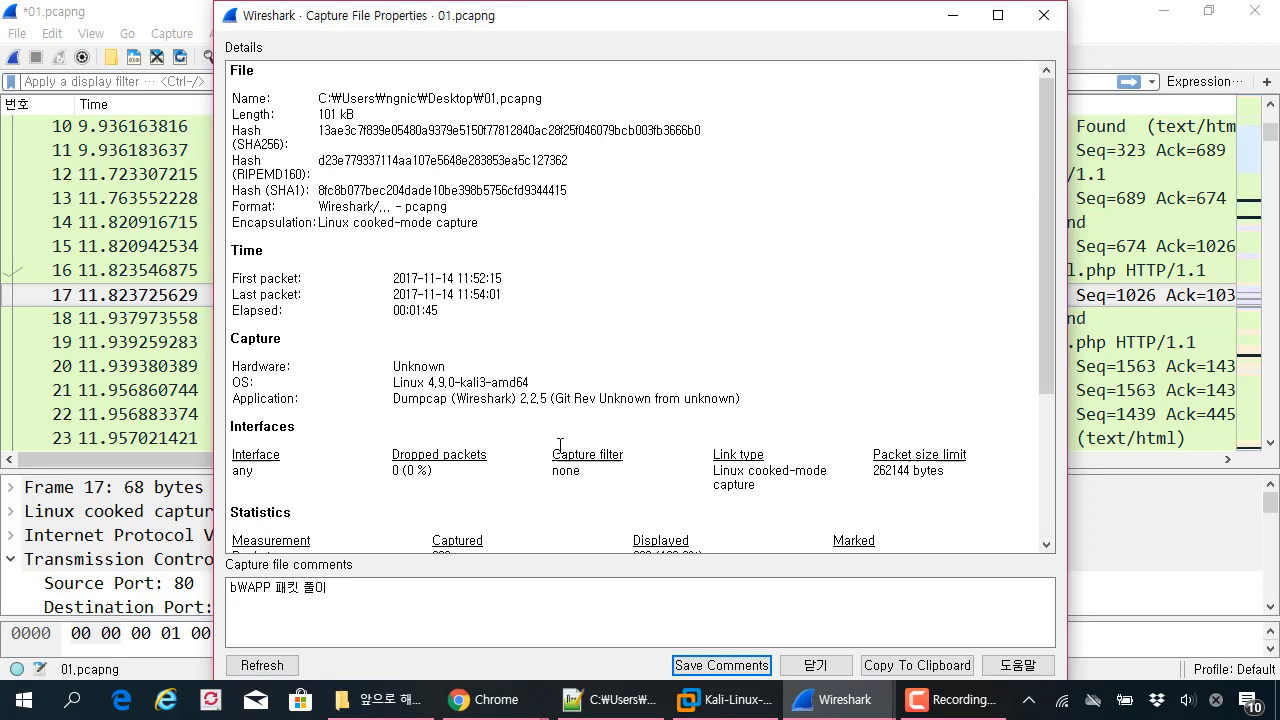 *01.pcapng
Wireshark · Capture File Properties · 01.pcapng
File Edit View Go Capture
Details
Apply a display filter ··· <Ctrl-/>
Expression···
+
번호 Time
10 9.936163816
11 9.936183637
12 11.723307215
13 11.763552228
14 11.820916715
15 11.820942534
16 11.823546875
17 11.823725629
18 11.937973558
19 11.939259283
20 11.939380389
21 11.956860744
22 11.956883374
23 11.957021421
File
Name: C:₩Users₩ngnic₩Desktop₩01.pcapng
Length: 101 kB
Hash (SHA256): 13ae3c7f839e05480a9379e5150f77812840ac28f25f046079bcb003fb3666b0
Hash (RIPEMD160): d23e779337114aa107e5648e283853ea5c127362
Hash (SHA1): 8fc8b077bec204dade10be398b5756cfd9344415
Format: Wireshark/... - pcapng
Encapsulation: Linux cooked-mode capture
Time
First packet: 2017-11-14 11:52:15
Last packet: 2017-11-14 11:54:01
Elapsed: 00:01:45
Capture
Hardware: Unknown
OS: Linux 4.9.0-kali3-amd64
Application: Dumpcap (Wireshark) 2.2.5 (Git Rev Unknown from unknown)
Interfaces
Interface Dropped packets Capture filter Link type Packet size limit
any 0 (0 %) none Linux cooked-mode capture 262144 bytes
Statistics
Measurement Captured Displayed Marked
Found (text/htm
Seq=323 Ack=689
/1.1
Seq=689 Ack=674
nd
Seq=674 Ack=1026
l.php HTTP/1.1
Seq=1026 Ack=103
nd
.php HTTP/1.1
Seq=1563 Ack=143
Seq=1563 Ack=143
Seq=1439 Ack=445
(text/html)
Frame 17: 68 bytes
Linux cooked captur
Internet Protocol V
Transmission Contro
Source Port: 80
Destination Port:
0000 00 00 00 01 00
Capture file comments
bWAPP 패킷 풀이
Refresh
Save Comments
닫기
Copy To Clipboard
도움말
01.pcapng
Profile: Default
앞으로 해...
Chrome
C:₩Users...
Kali-Linux-...
Wireshark
Recording...
10